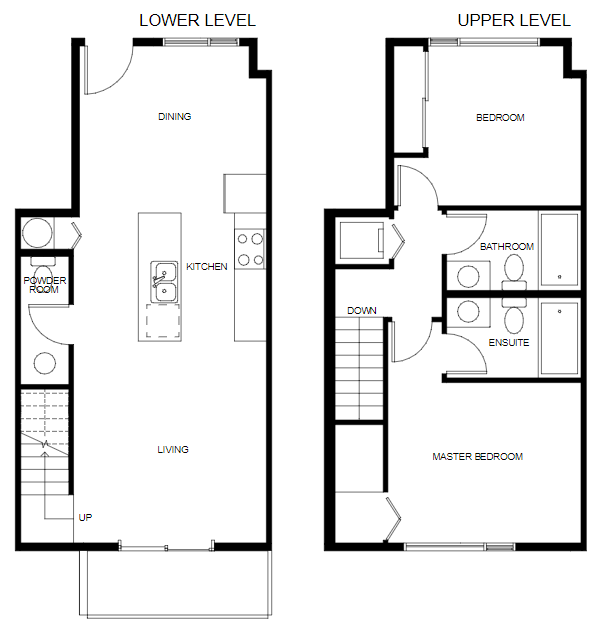 LOWER LEVEL
DINING
KITCHEN
POWDER
ROOM
LIVING
UP
UPPER LEVEL
BEDROOM
BATHROOM
DOWN
ENSUITE
MASTER BEDROOM